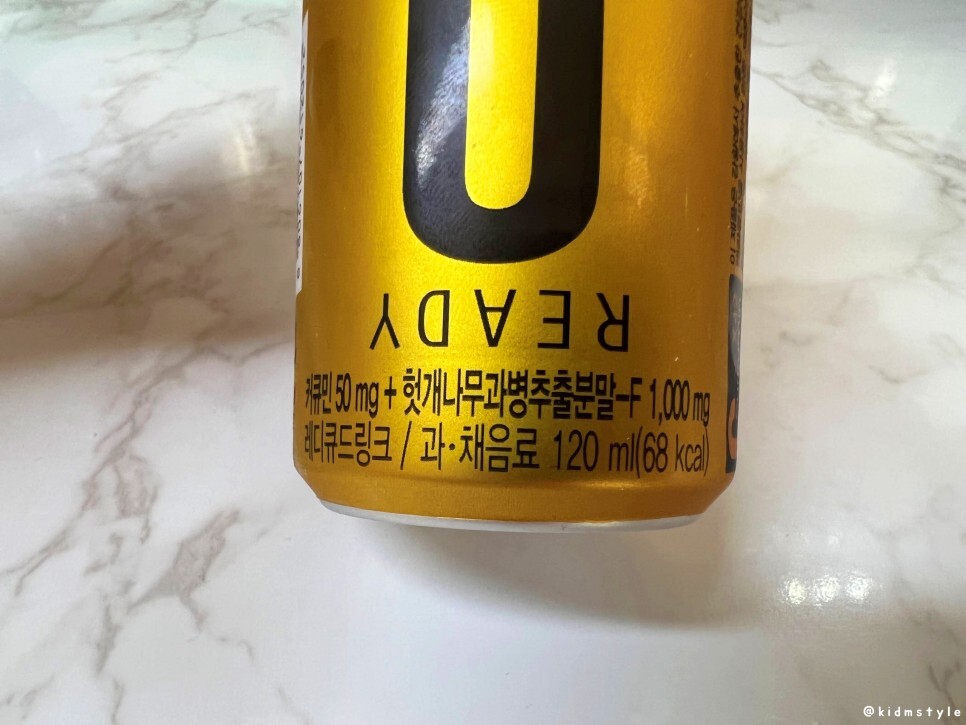 READY
커큐민 50 mg + 헛개나무과병추출분말-F 1,000 mg
레디큐드링크 / 과·채음료 120 ml(68 kcal)
@kidmstyle